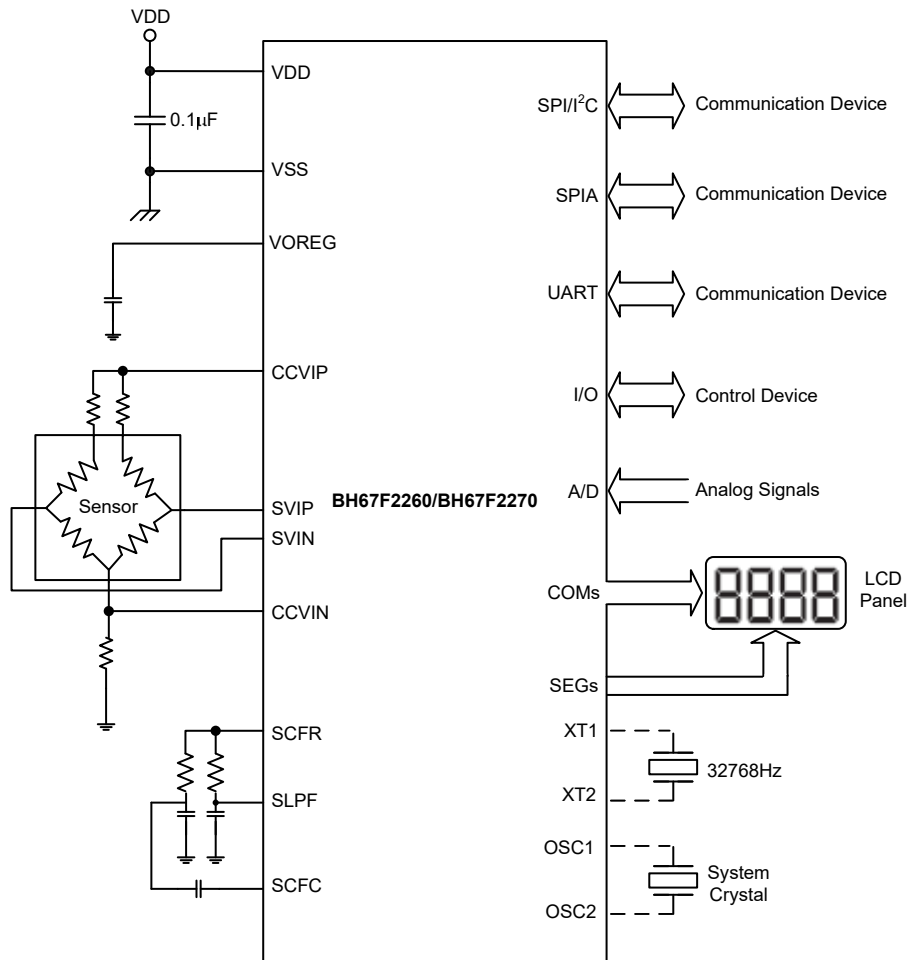 VDD
VDD
0.1μF
VSS
VOREG
CCVIP
Sensor
SVIP
SVIN
CCVIN
SCFR
SLPF
SCFC
BH67F2260/BH67F2270
SPI/I²C
Communication Device
SPIA
Communication Device
UART
Communication Device
I/O
Control Device
A/D
Analog Signals
COMs
8888
LCD
Panel
SEGs
XT1
32768Hz
XT2
OSC1
System
Crystal
OSC2